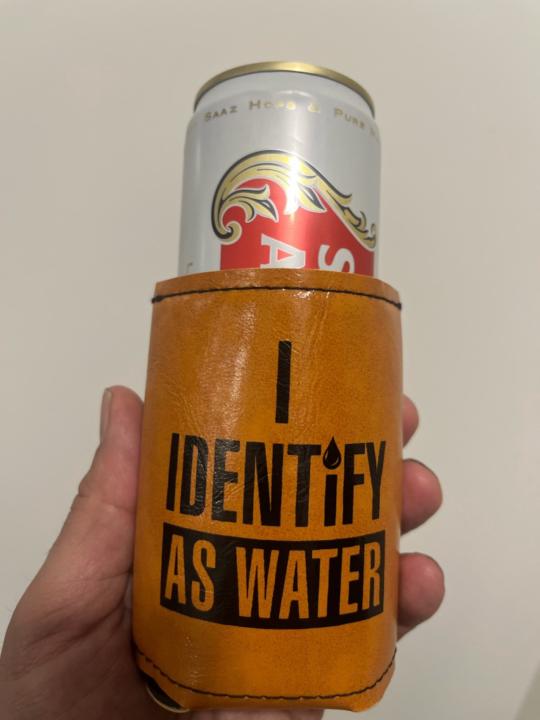 SAAZ HOPS & PURE
I
IDENTiFY
AS WATER